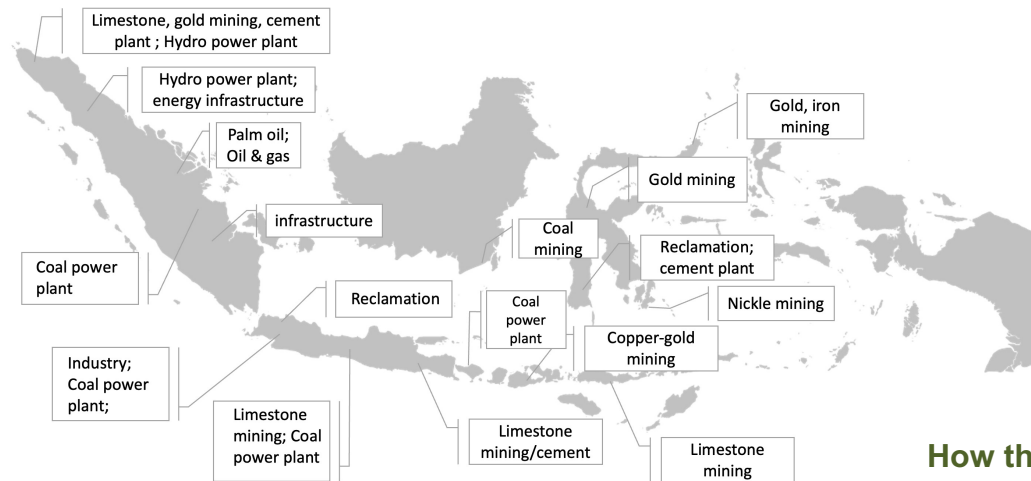 Limestone, gold mining, cement
plant ; Hydro power plant
Hydro power plant;
energy infrastructure
Palm oil;
Oil & gas
infrastructure
Coal power
plant
Gold, iron
mining
Gold mining
Coal
mining
Reclamation;
cement plant
Nickle mining
Reclamation
Coal
power
plant
Copper-gold
mining
Industry;
Coal power
plant;
Limestone
mining; Coal
power plant
Limestone
mining/cement
Limestone
mining
How th